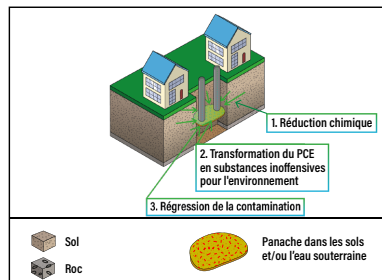 1. Réduction chimique
2. Transformation du PCE
en substances inoffensives
pour l'environnement
3. Régression de la contamination
Sol
Roc
Panache dans les sols
et/ou l'eau souterraine